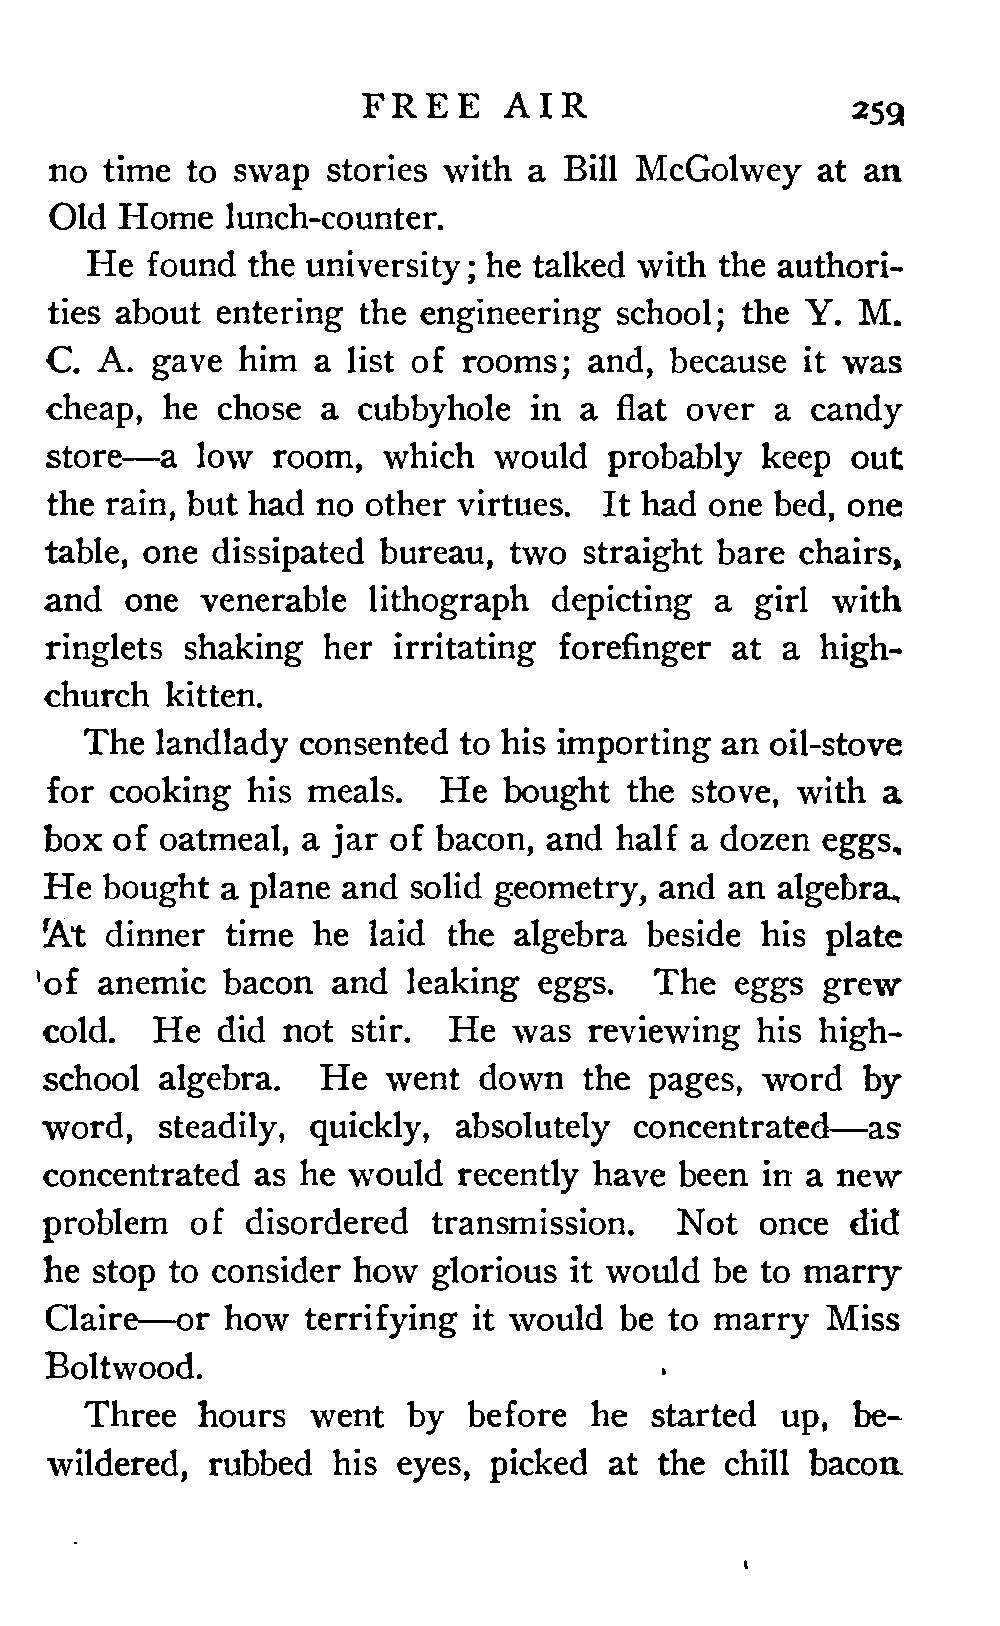 FREE AIR 259
no time to swap stories with a Bill McGolwey at an
Old Home lunch-counter.
He found the university; he talked with the authori-
ties about entering the engineering school; the Y. M.
C. A. gave him a list of rooms; and, because it was
cheap, he chose a cubbyhole in a flat over a candy
store—a low room, which would probably keep out
the rain, but had no other virtues. It had one bed, one
table, one dissipated bureau, two straight bare chairs,
and one venerable lithograph depicting a girl with
ringlets shaking her irritating forefinger at a high-
church kitten.
The landlady consented to his importing an oil-stove
for cooking his meals. He bought the stove, with a
box of oatmeal, a jar of bacon, and half a dozen eggs.
He bought a plane and solid geometry, and an algebra.
At dinner time he laid the algebra beside his plate
of anemic bacon and leaking eggs. The eggs grew
cold. He did not stir. He was reviewing his high-
school algebra. He went down the pages, word by
word, steadily, quickly, absolutely concentrated—as
concentrated as he would recently have been in a new
problem of disordered transmission. Not once did
he stop to consider how glorious it would be to marry
Claire—or how terrifying it would be to marry Miss
Boltwood.
Three hours went by before he started up, be-
wildered, rubbed his eyes, picked at the chill bacon